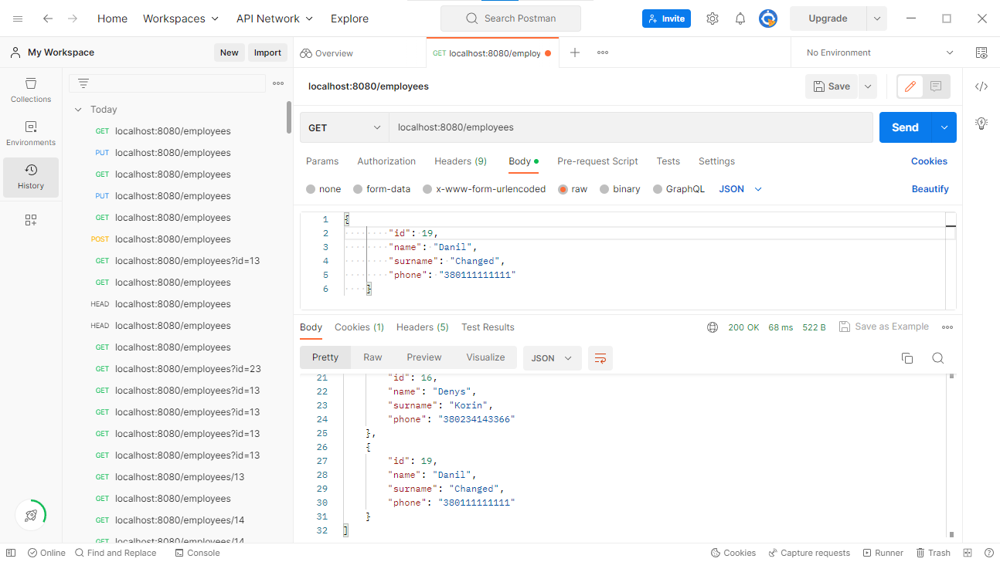 Home Workspaces API Network Explore Search Postman Invite Upgrade
My Workspace New Import Overview GET localhost:8080/employ No Environment
Collections
Environments
History
Today
GET localhost:8080/employees
PUT localhost:8080/employees
GET localhost:8080/employees
PUT localhost:8080/employees
GET localhost:8080/employees
POST localhost:8080/employees
GET localhost:8080/employees?id=13
GET localhost:8080/employees
HEAD localhost:8080/employees
HEAD localhost:8080/employees
GET localhost:8080/employees
GET localhost:8080/employees?id=23
GET localhost:8080/employees?id=13
GET localhost:8080/employees?id=13
GET localhost:8080/employees?id=13
GET localhost:8080/employees?id=13
GET localhost:8080/employees/13
GET localhost:8080/employees
GET localhost:8080/employees/14
GET localhost:8080/employees/14
localhost:8080/employees Save
GET localhost:8080/employees Send
Params Authorization Headers (9) Body Pre-request Script Tests Settings Cookies
none form-data x-www-form-urlencoded raw binary GraphQL JSON Beautify
1 {
2 "id": 19,
3 "name": "Danil",
4 "surname": "Changed",
5 "phone": "380111111111"
6 }
Body Cookies (1) Headers (5) Test Results 200 OK 68 ms 522 B Save as Example
Pretty Raw Preview Visualize JSON
21 "id": 16,
22 "name": "Denys",
23 "surname": "Korin",
24 "phone": "380234143366"
25 },
26 {
27 "id": 19,
28 "name": "Danil",
29 "surname": "Changed",
30 "phone": "380111111111"
31 }
32 ]
Online Find and Replace Console Cookies Capture requests Runner Trash